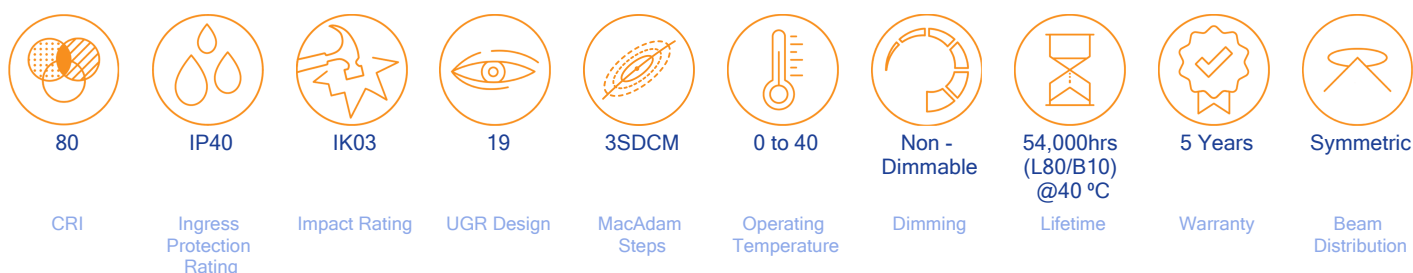 80
IP40
IK03
19
3SDCM
0 to 40
Non -
Dimmable
54,000hrs
(L80/B10)
@40 ºC
5 Years
Symmetric
CRI
Ingress
Protection
Rating
Impact Rating
UGR Design
MacAdam
Steps
Operating
Temperature
Dimming
Lifetime
Warranty
Beam
Distribution